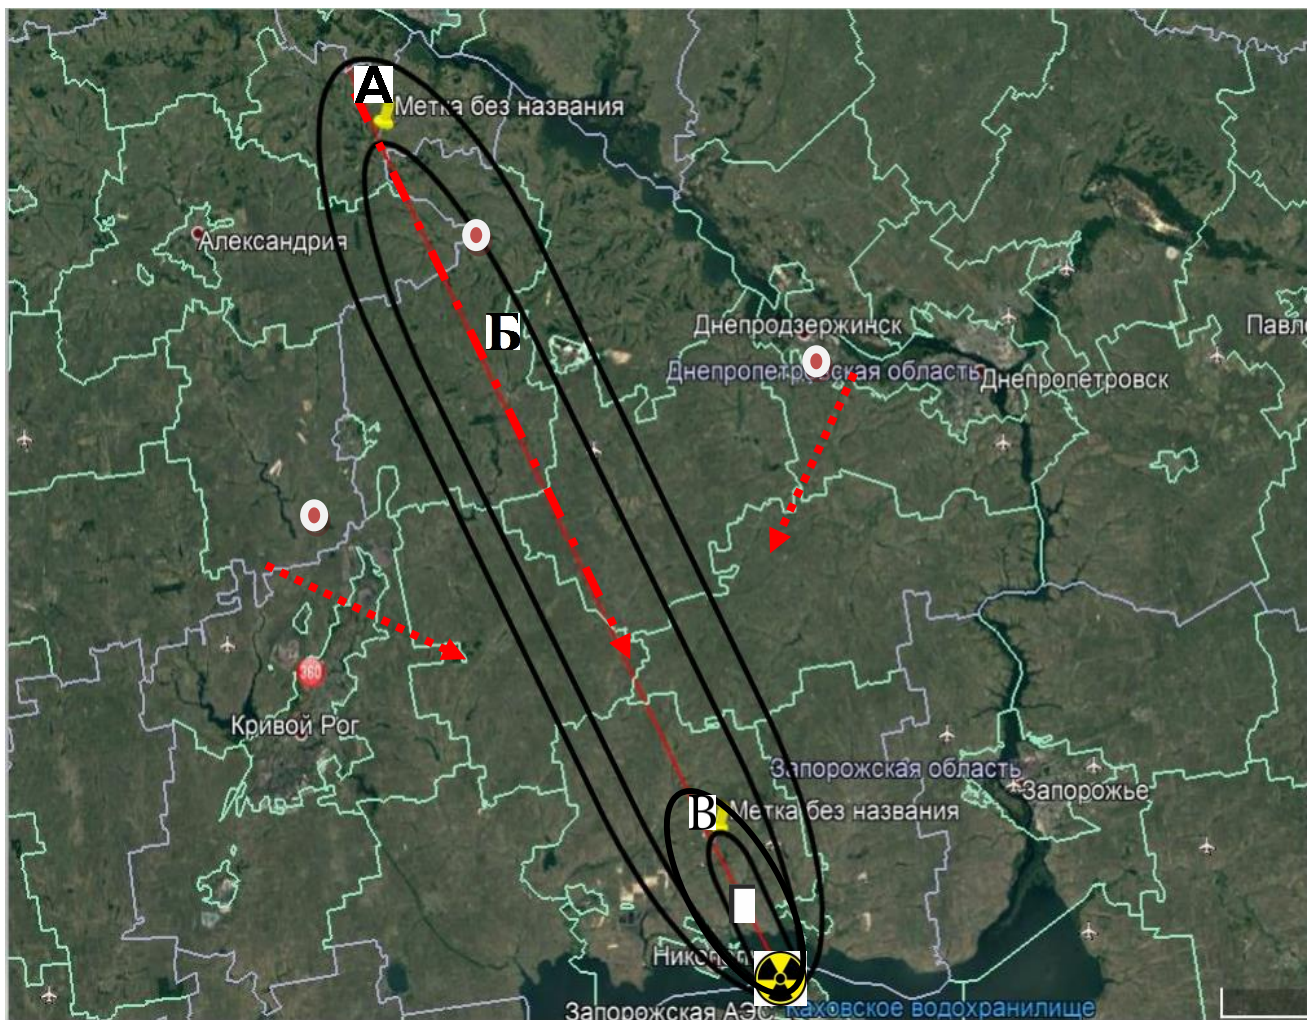 А
Метка без названия
Александрия
Б
Днепродзержинск
Павл
Днепропетровская область
Днепропетровск
360
Кривой Рог
Запорожская область
Запорожье
В
Метка без названия
Никопол
Запорожская АЭС
Каховское водохранилище